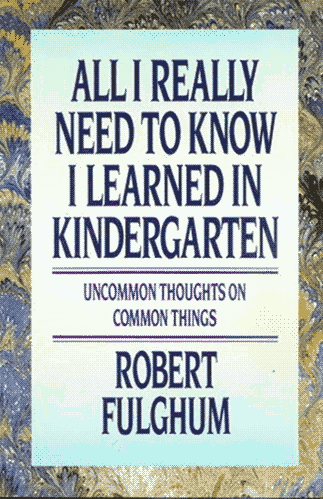 ALL I REALLY
NEED TO KNOW
I LEARNED IN
KINDERGARTEN
UNCOMMON THOUGHTS ON
COMMON THINGS
ROBERT
FULGHUM